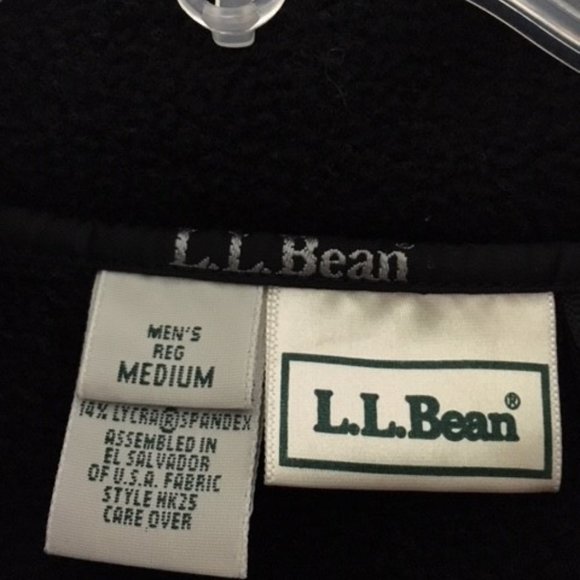 L.L.Bean
MEN'S
REG
MEDIUM
14% LYCRA® SPANDEX
ASSEMBLED IN
EL SALVADOR
OF U.S.A. FABRIC
STYLE HK25
CARE OVER
L.L.Bean®